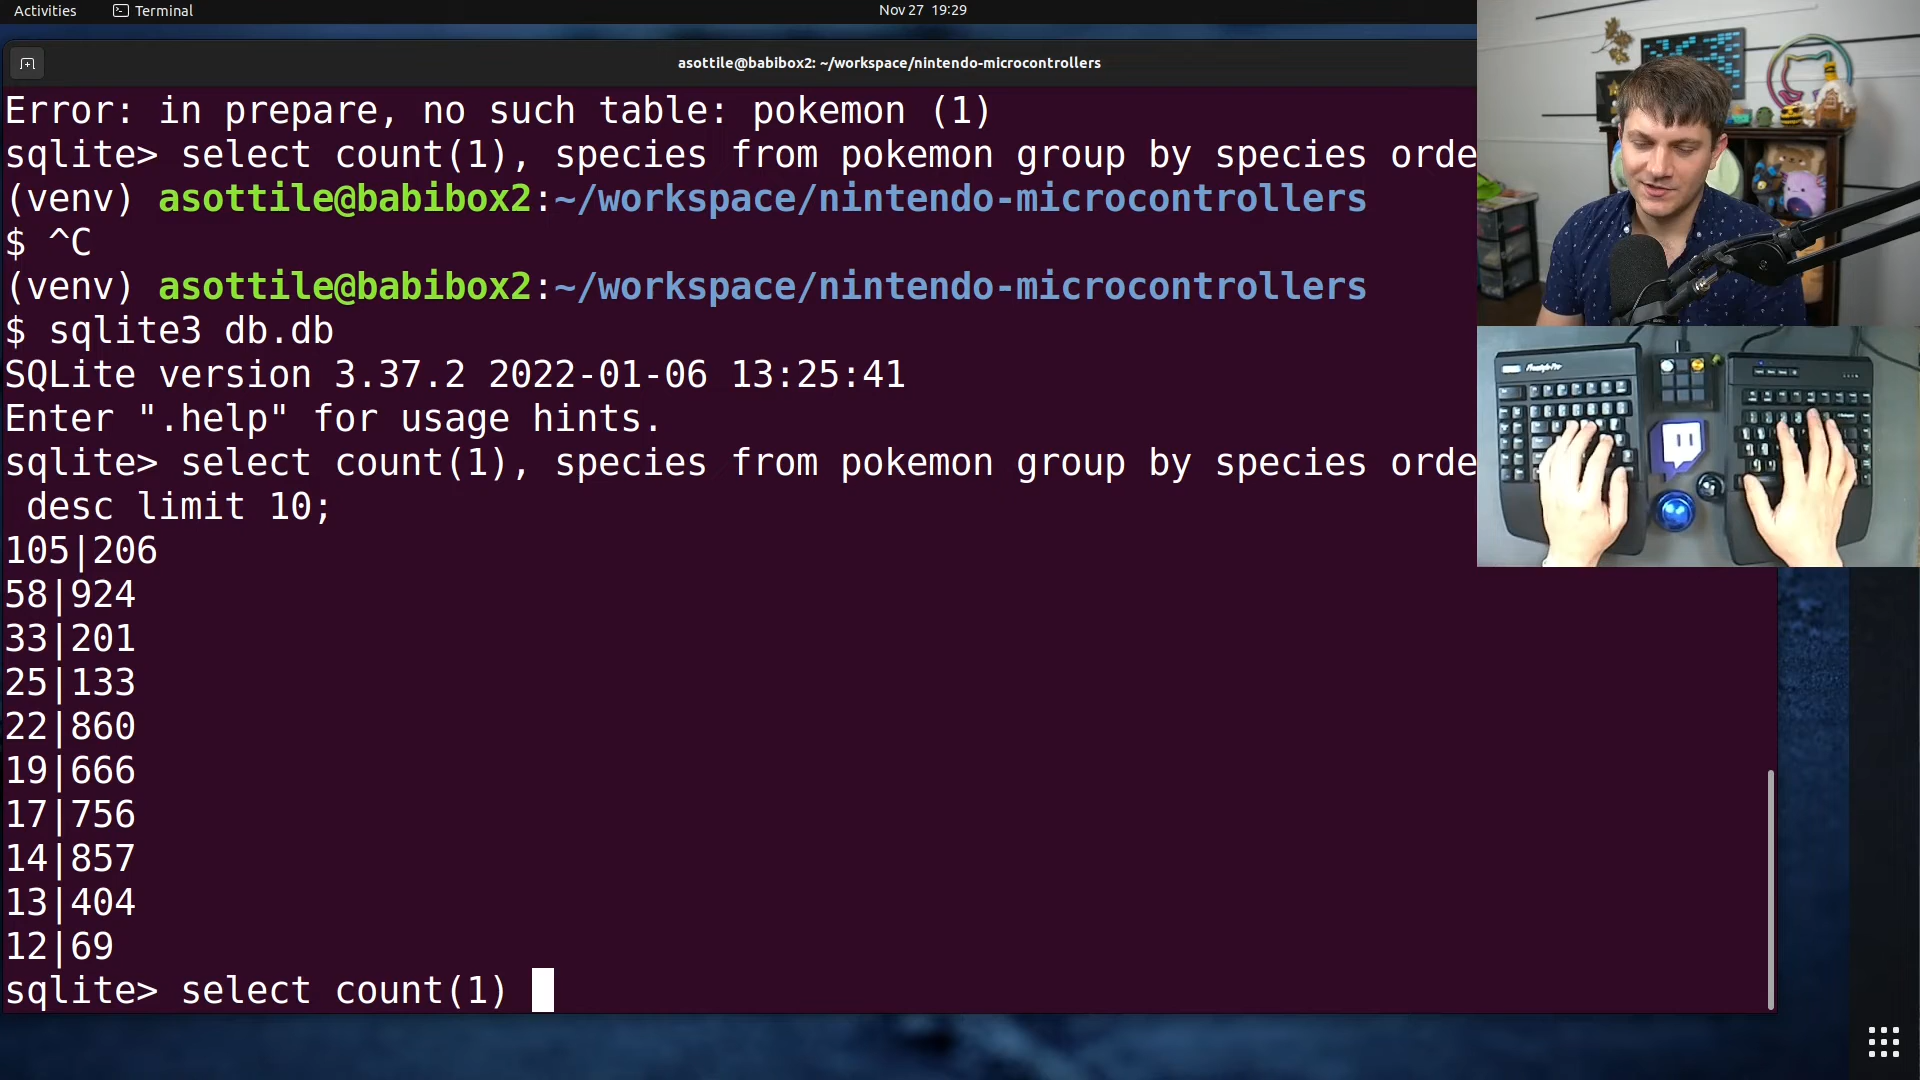 Activities
Terminal
Nov 27 19:29
asottile@babibox2: ~/workspace/nintendo-microcontrollers
Error: in prepare, no such table: pokemon (1)
sqlite> select count(1), species from pokemon group by species orde
(venv) asottile@babibox2:~/workspace/nintendo-microcontrollers
$ ^C
(venv) asottile@babibox2:~/workspace/nintendo-microcontrollers
$ sqlite3 db.db
SQLite version 3.37.2 2022-01-06 13:25:41
Enter ".help" for usage hints.
sqlite> select count(1), species from pokemon group by species orde
desc limit 10;
105|206
58|924
33|201
25|133
22|860
19|666
17|756
14|857
13|404
12|69
sqlite> select count(1)